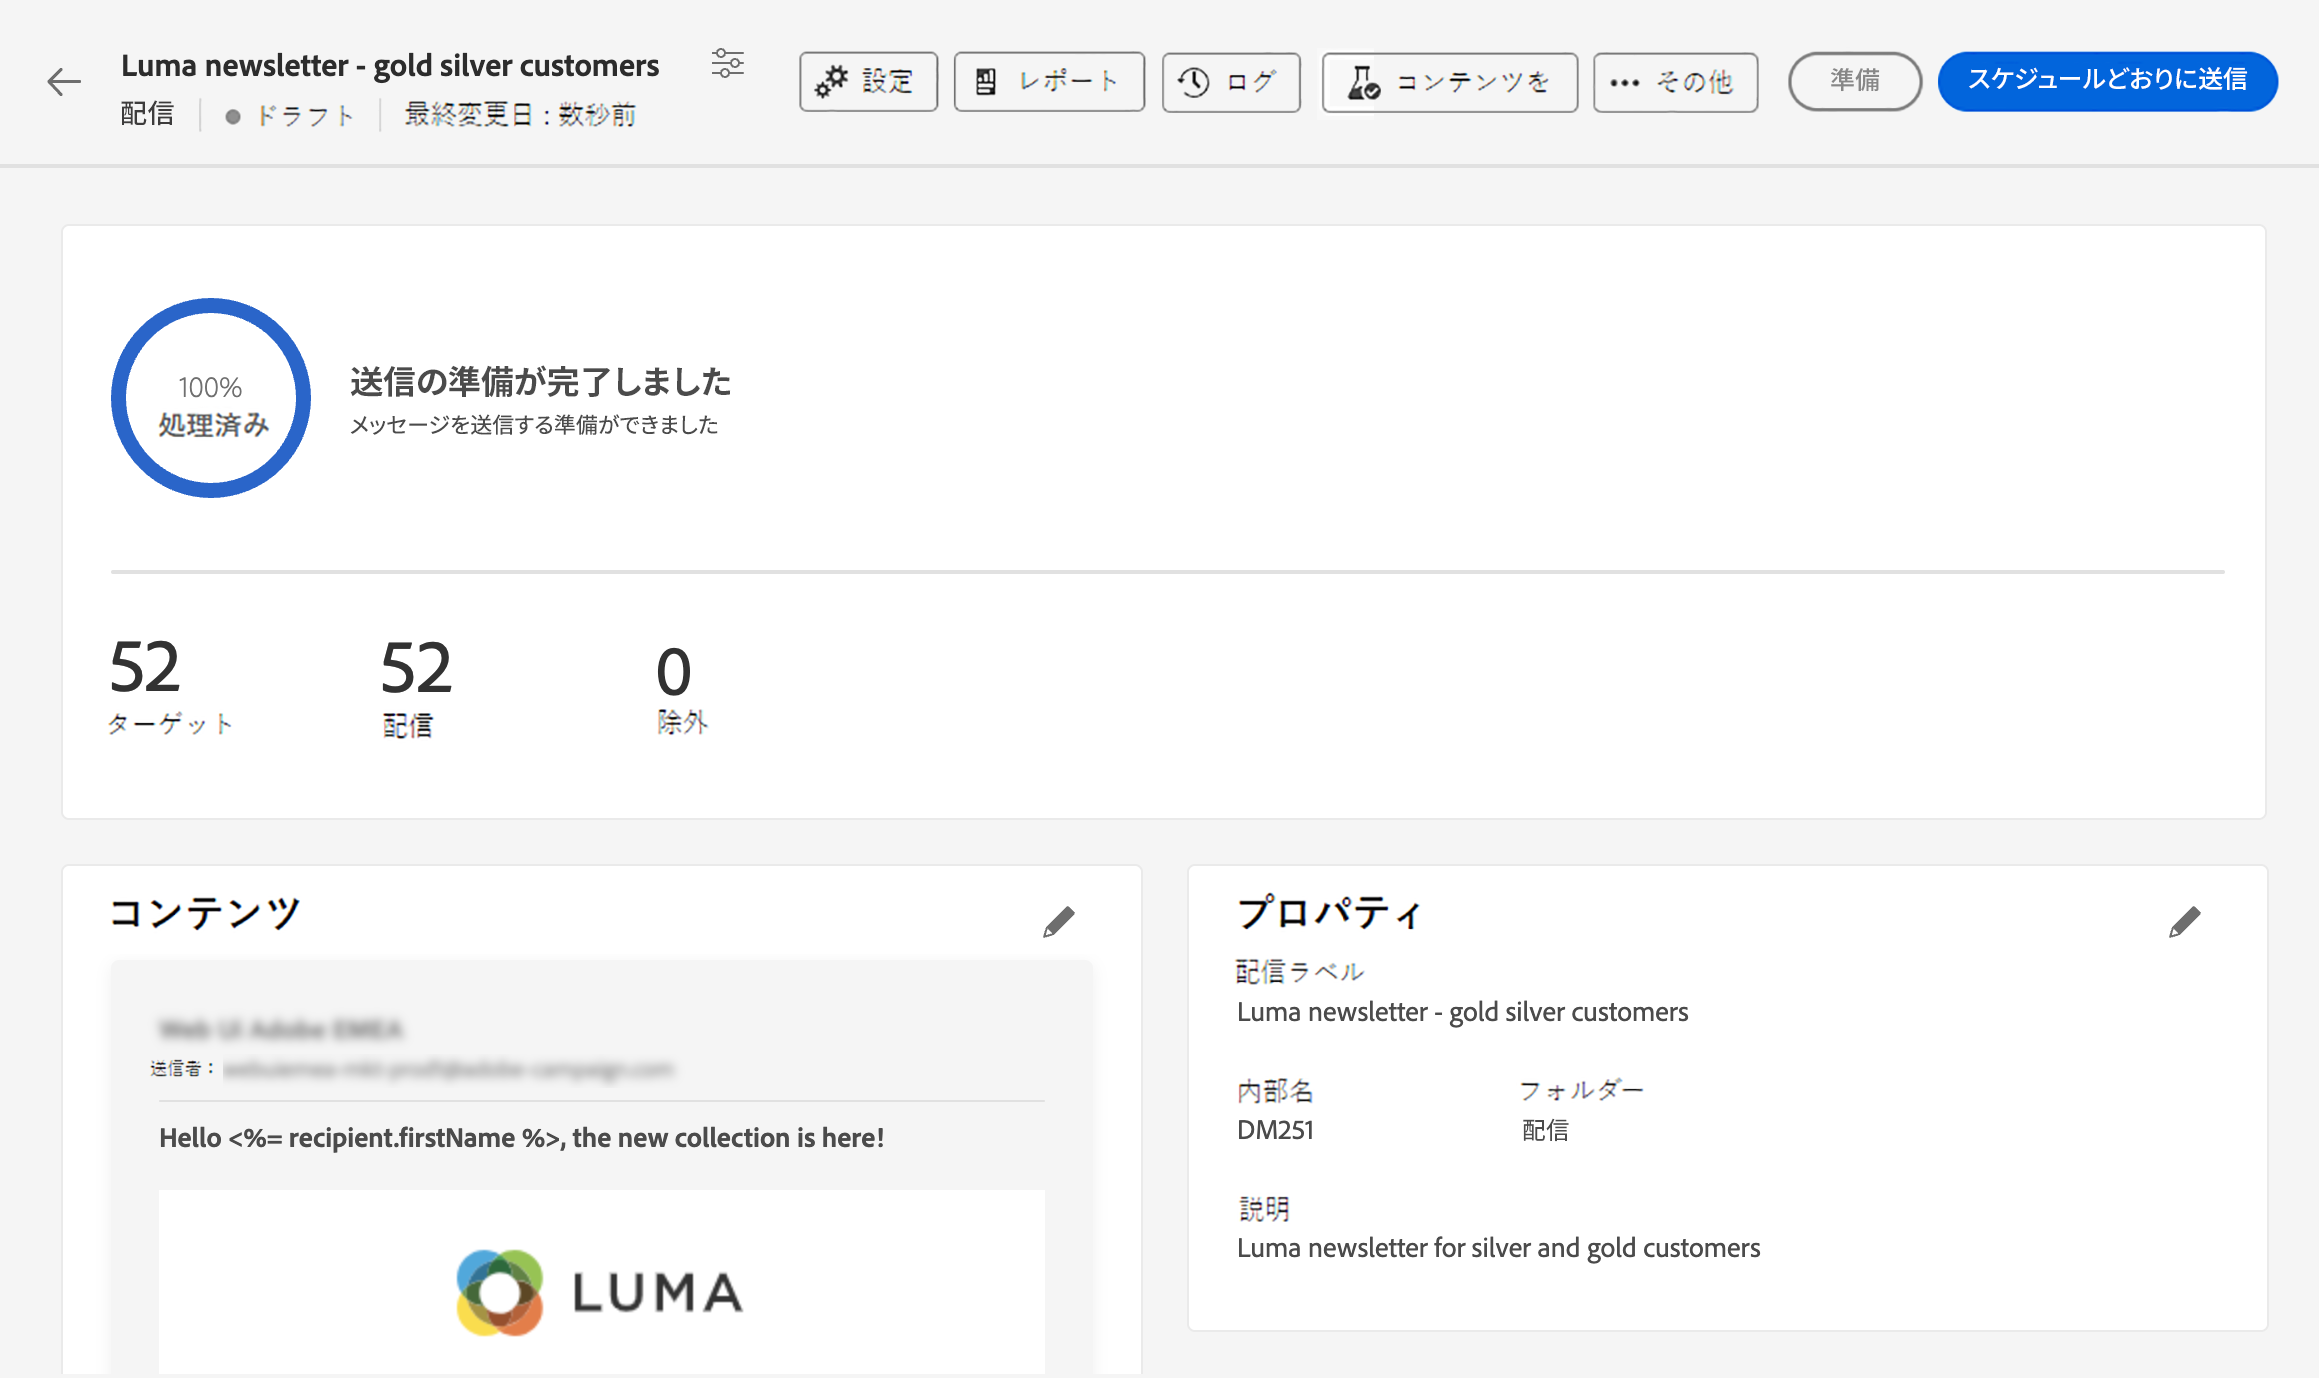 Luma newsletter - gold silver customers
配信 ドラフト 最終変更日：数秒前
設定 レポート ログ コンテンツを その他 準備 スケジュールどおりに送信
100%
処理済み
送信の準備が完了しました
メッセージを送信する準備ができました
52 52 0
ターゲット 配信 除外
コンテンツ
Web UI Adobe EMEA
送信者：
Hello <%= recipient.firstName %>, the new collection is here!
LUMA
プロパティ
配信ラベル
Luma newsletter - gold silver customers
内部名 フォルダー
DM251 配信
説明
Luma newsletter for silver and gold customers